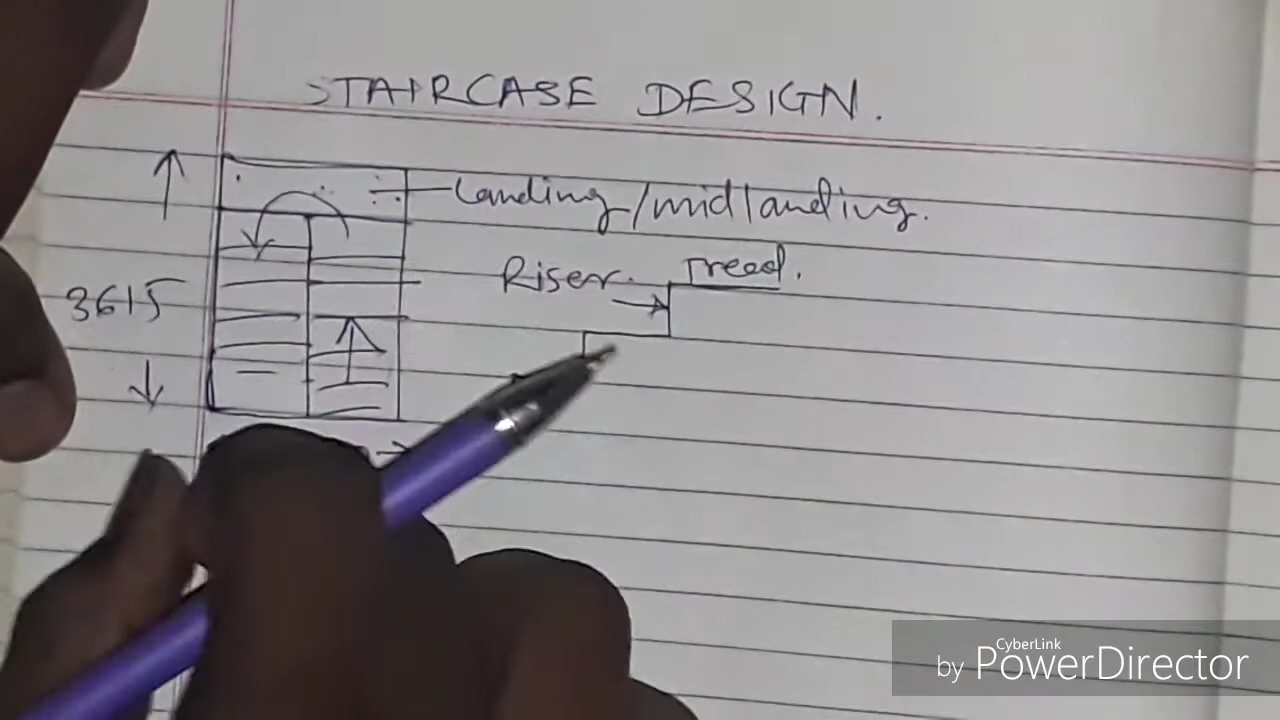 STAIRCASE DESIGN.
Landing/midlanding.
Riser. Tread.
3615
CyberLink
by PowerDirector